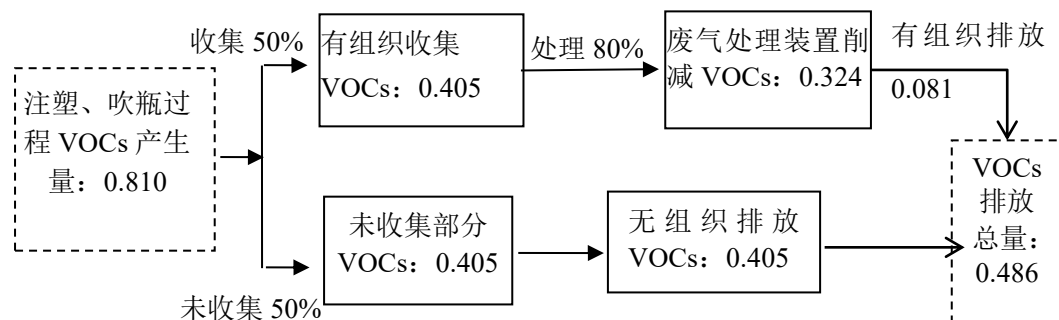 注塑、吹瓶过
程 VOCs 产生
量：0.810
收集 50%
有组织收集
VOCs：0.405
处理 80%
废气处理装置削
减 VOCs：0.324
有组织排放
0.081
未收集 50%
未收集部分
VOCs：0.405
无组织排放
VOCs：0.405
VOCs
排放
总量：
0.486